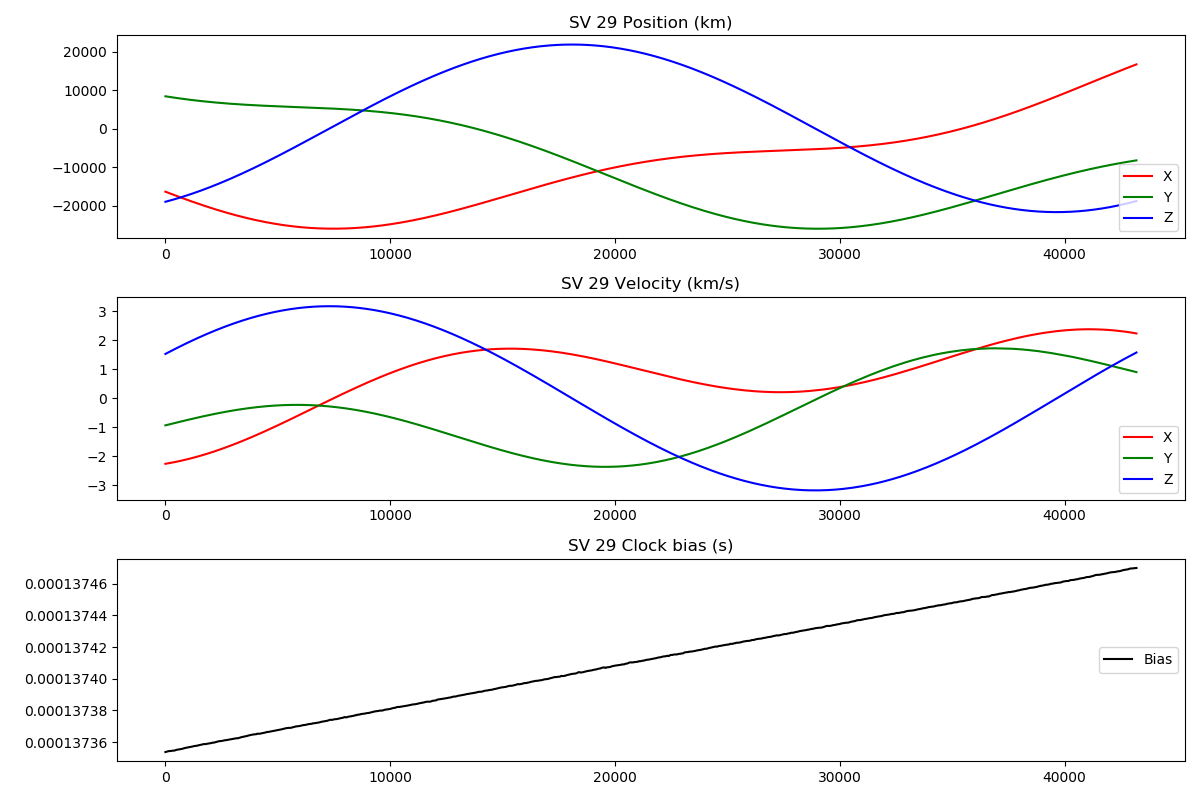 SV 29 Position (km)
20000
10000
0
−10000
−20000
X
Y
Z
0 10000 20000 30000 40000
SV 29 Velocity (km/s)
3
2
1
0
−1
−2
−3
X
Y
Z
0 10000 20000 30000 40000
SV 29 Clock bias (s)
0.00013746
0.00013744
0.00013742
0.00013740
0.00013738
0.00013736
Bias
0 10000 20000 30000 40000